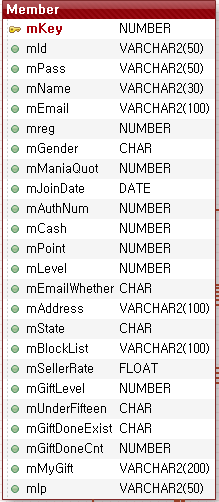 Member
mKey NUMBER
mId VARCHAR2(50)
mPass VARCHAR2(50)
mName VARCHAR2(30)
mEmail VARCHAR2(100)
mreg NUMBER
mGender CHAR
mManiaQuot NUMBER
mJoinDate DATE
mAuthNum NUMBER
mCash NUMBER
mPoint NUMBER
mLevel NUMBER
mEmailWhether CHAR
mAddress VARCHAR2(100)
mState CHAR
mBlockList VARCHAR2(100)
mSellerRate FLOAT
mGiftLevel NUMBER
mUnderFifteen CHAR
mGiftDoneExist CHAR
mGiftDoneCnt NUMBER
mMyGift VARCHAR2(200)
mIp VARCHAR2(50)